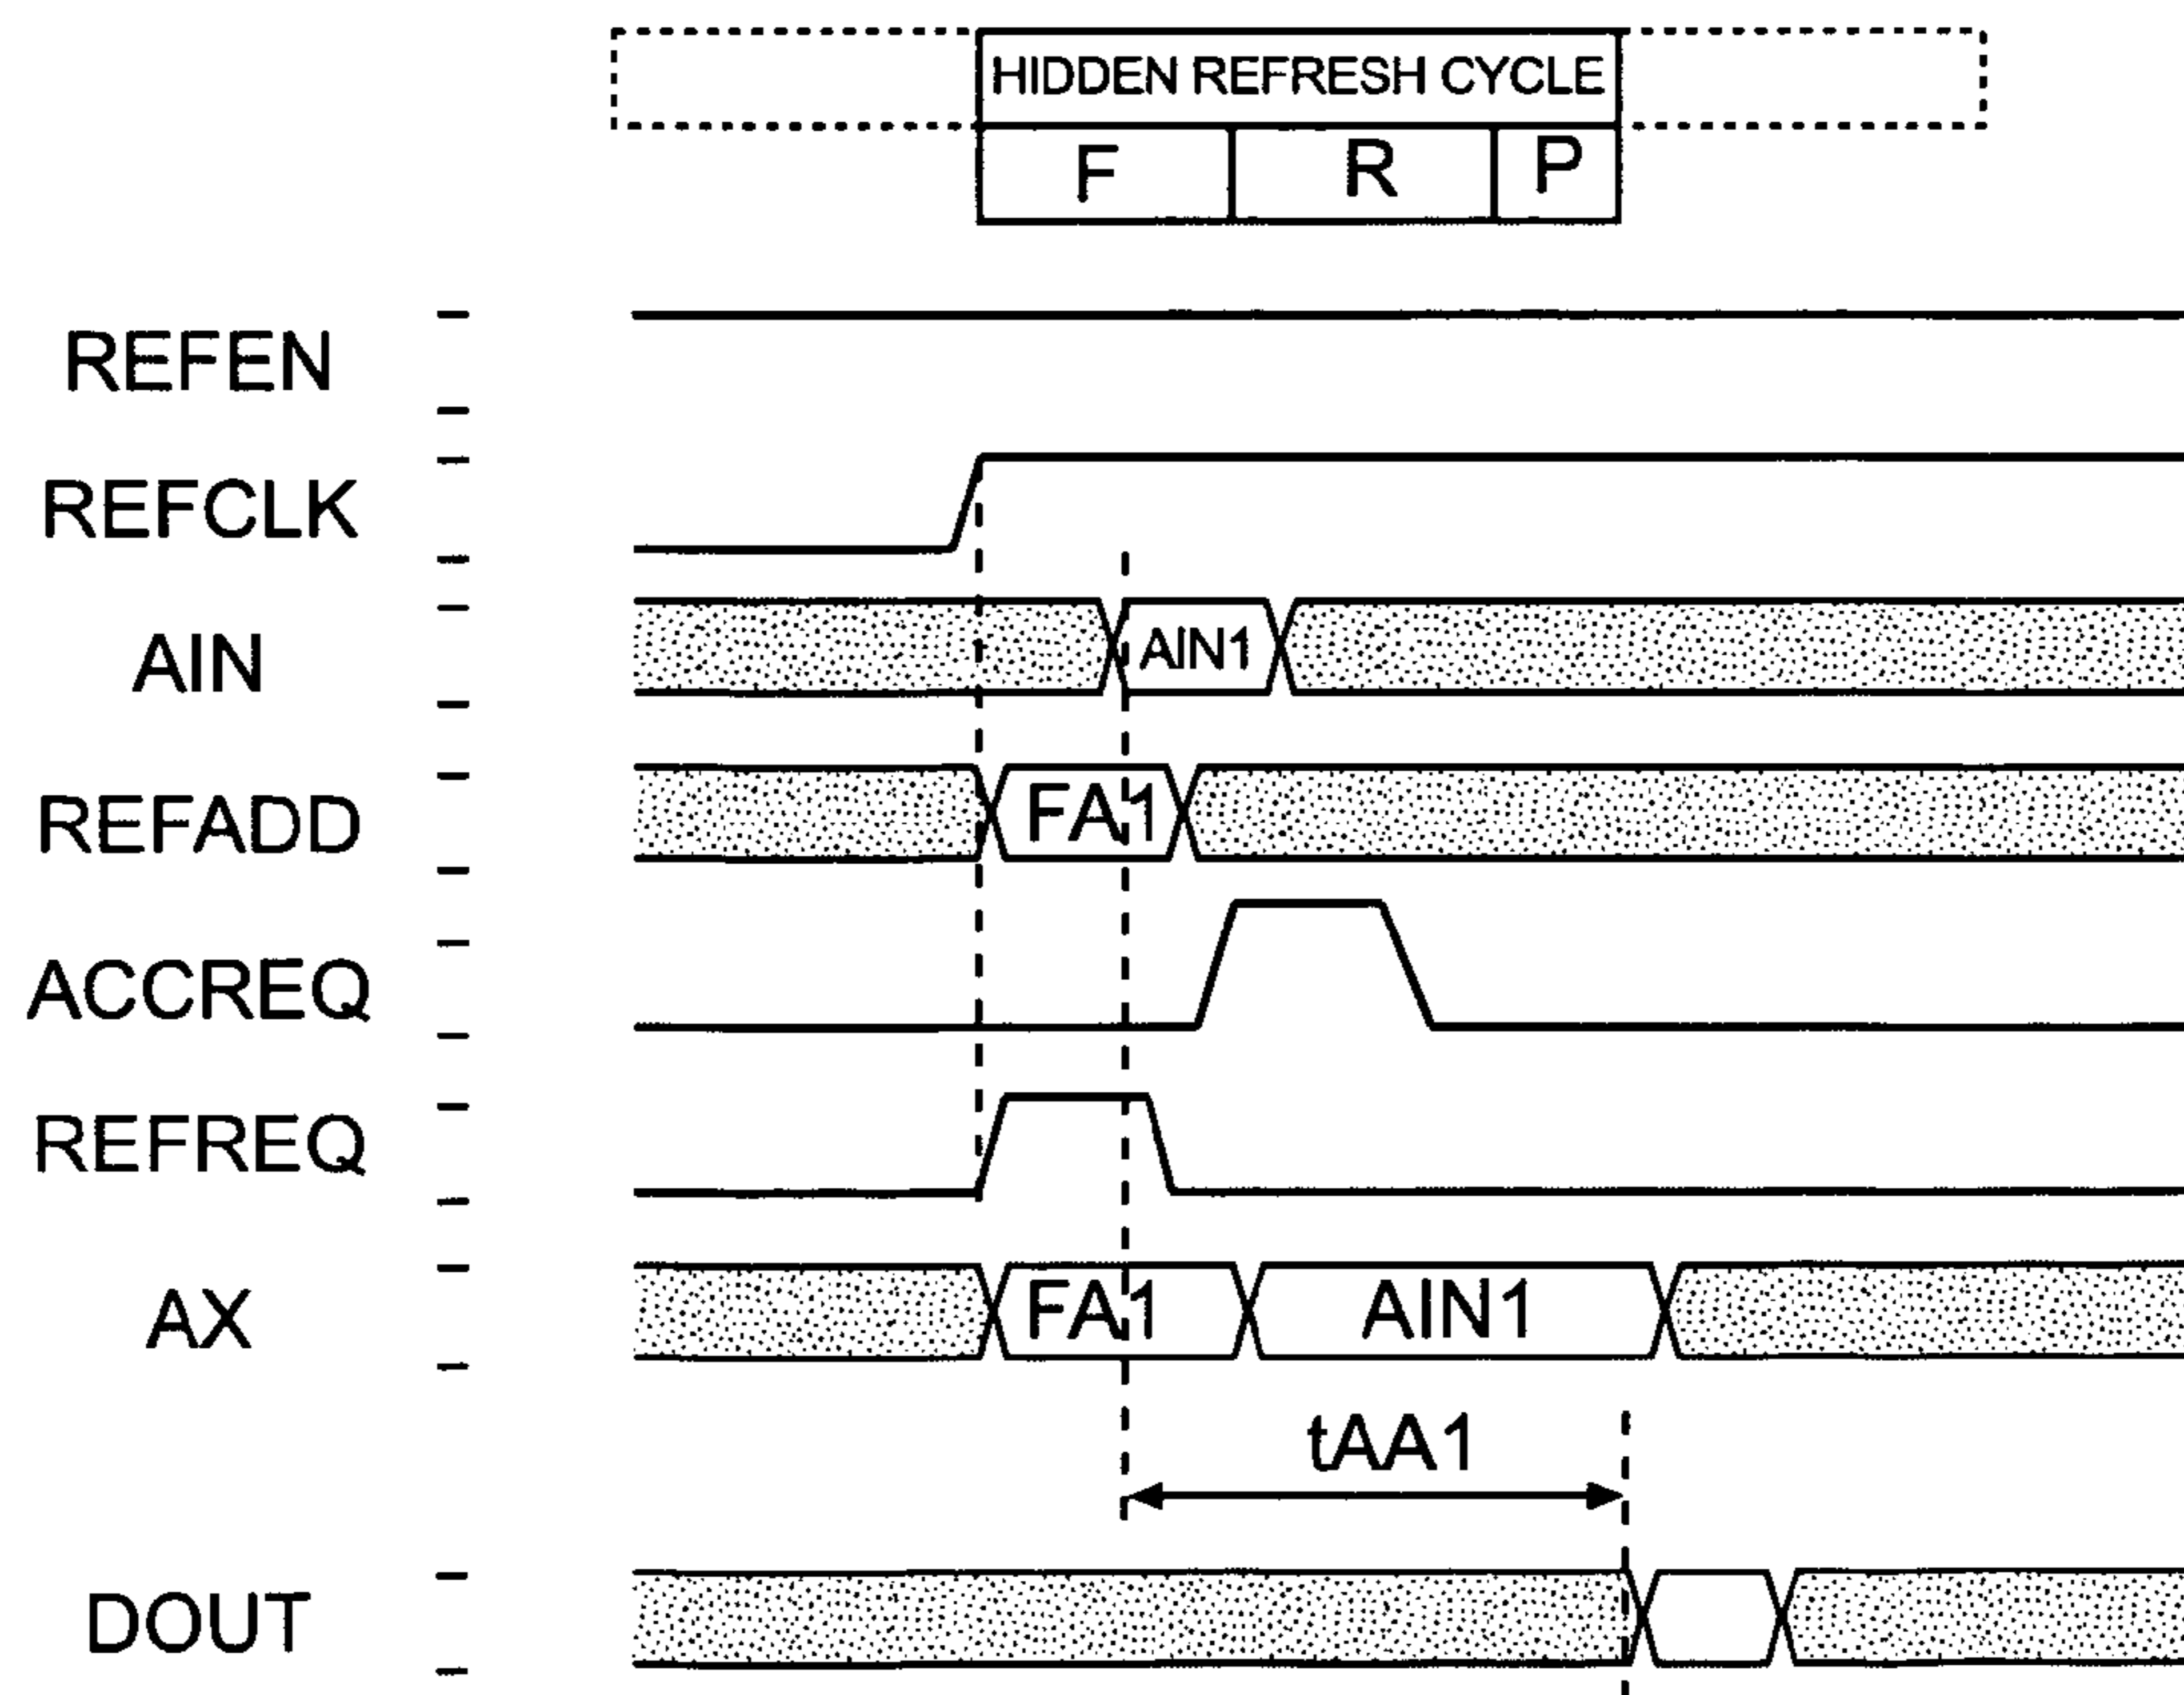 HIDDEN REFRESH CYCLE
F R P
REFEN
REFCLK
AIN AIN1
REFADD FA1
ACCREQ
REFREQ
AX FA1 AIN1
tAA1
DOUT